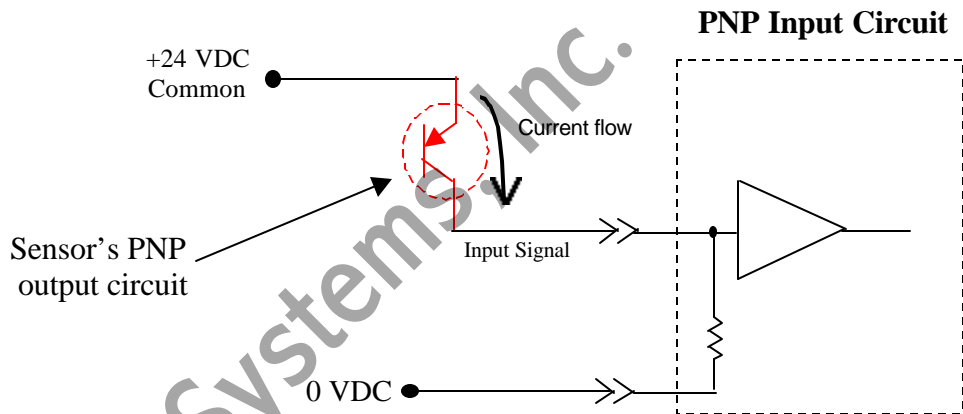 PNP Input Circuit
+24 VDC
Common
Current flow
Sensor's PNP
output circuit
Input Signal
0 VDC
Systems, Inc.